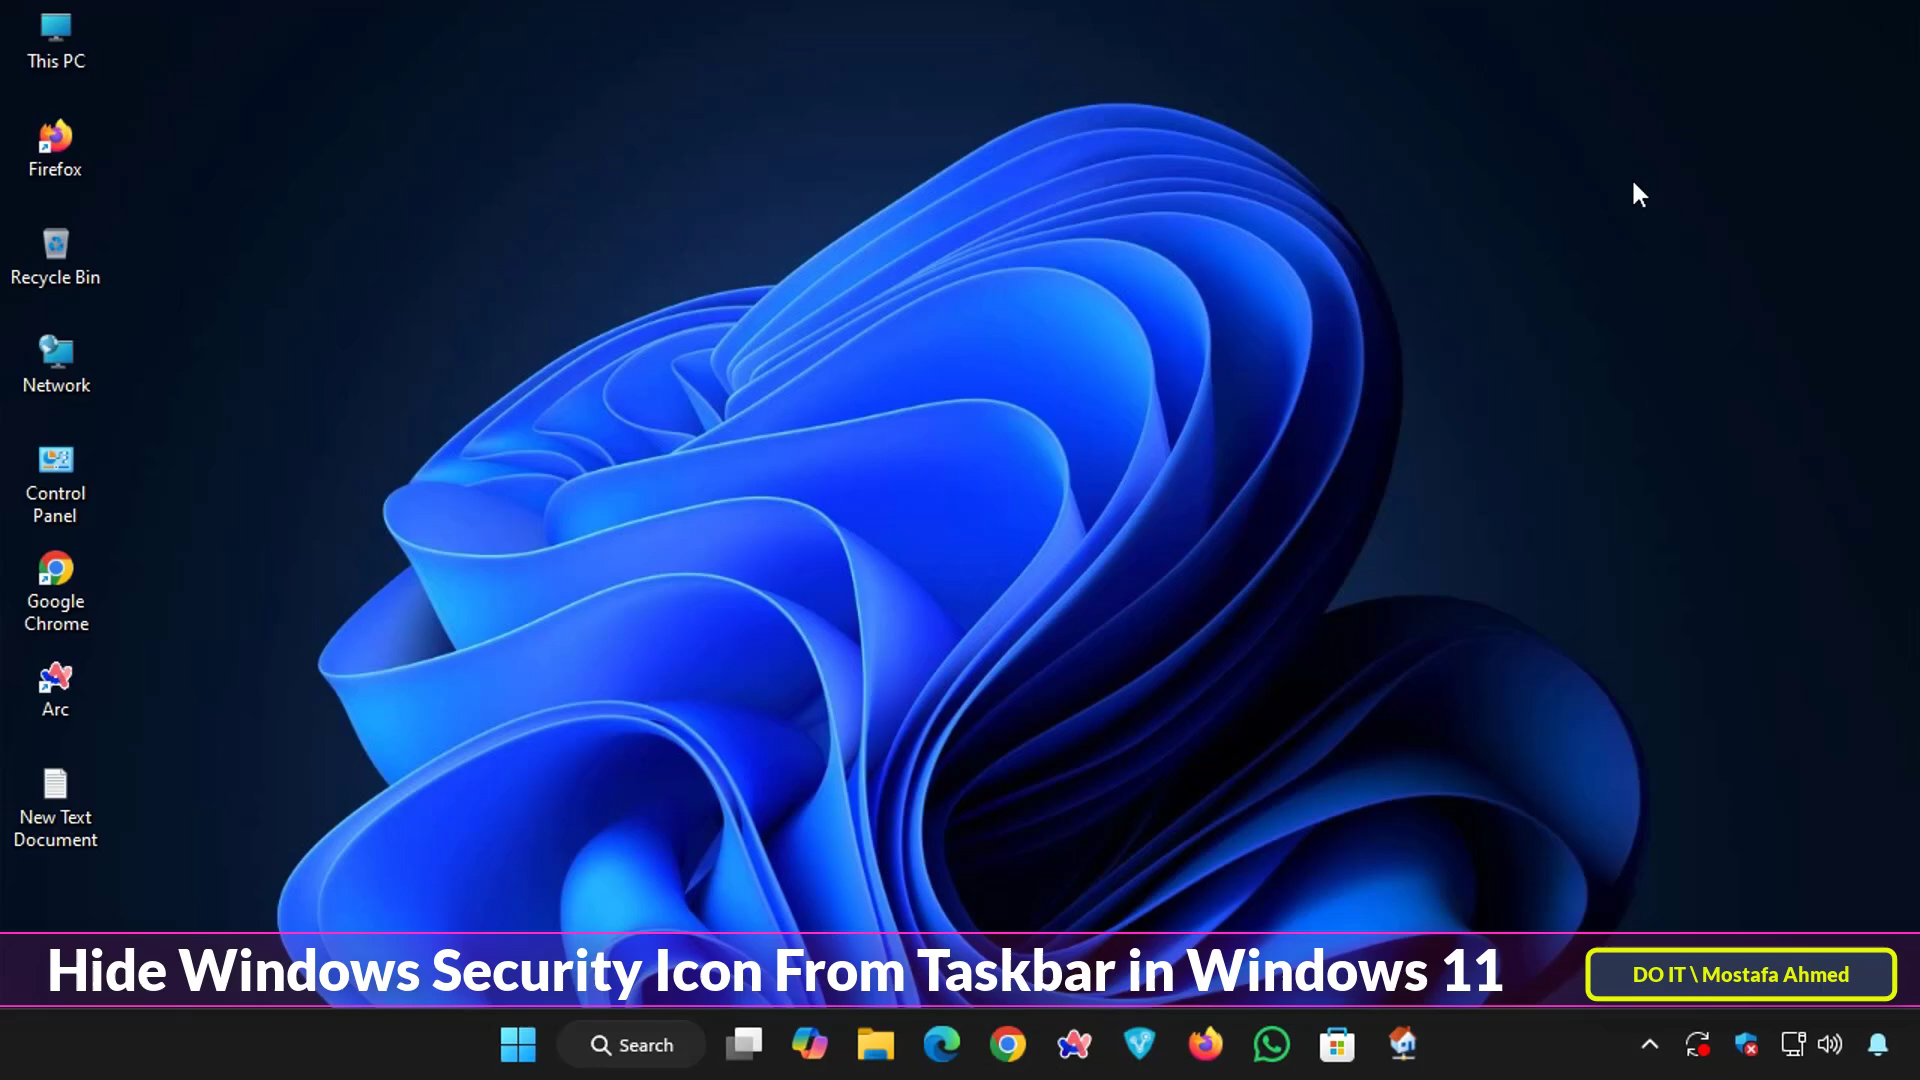 This PC
Firefox
Recycle Bin
Network
Control
Panel
Google
Chrome
Arc
New Text
Document
Hide Windows Security Icon From Taskbar in Windows 11
DO IT \ Mostafa Ahmed
Search